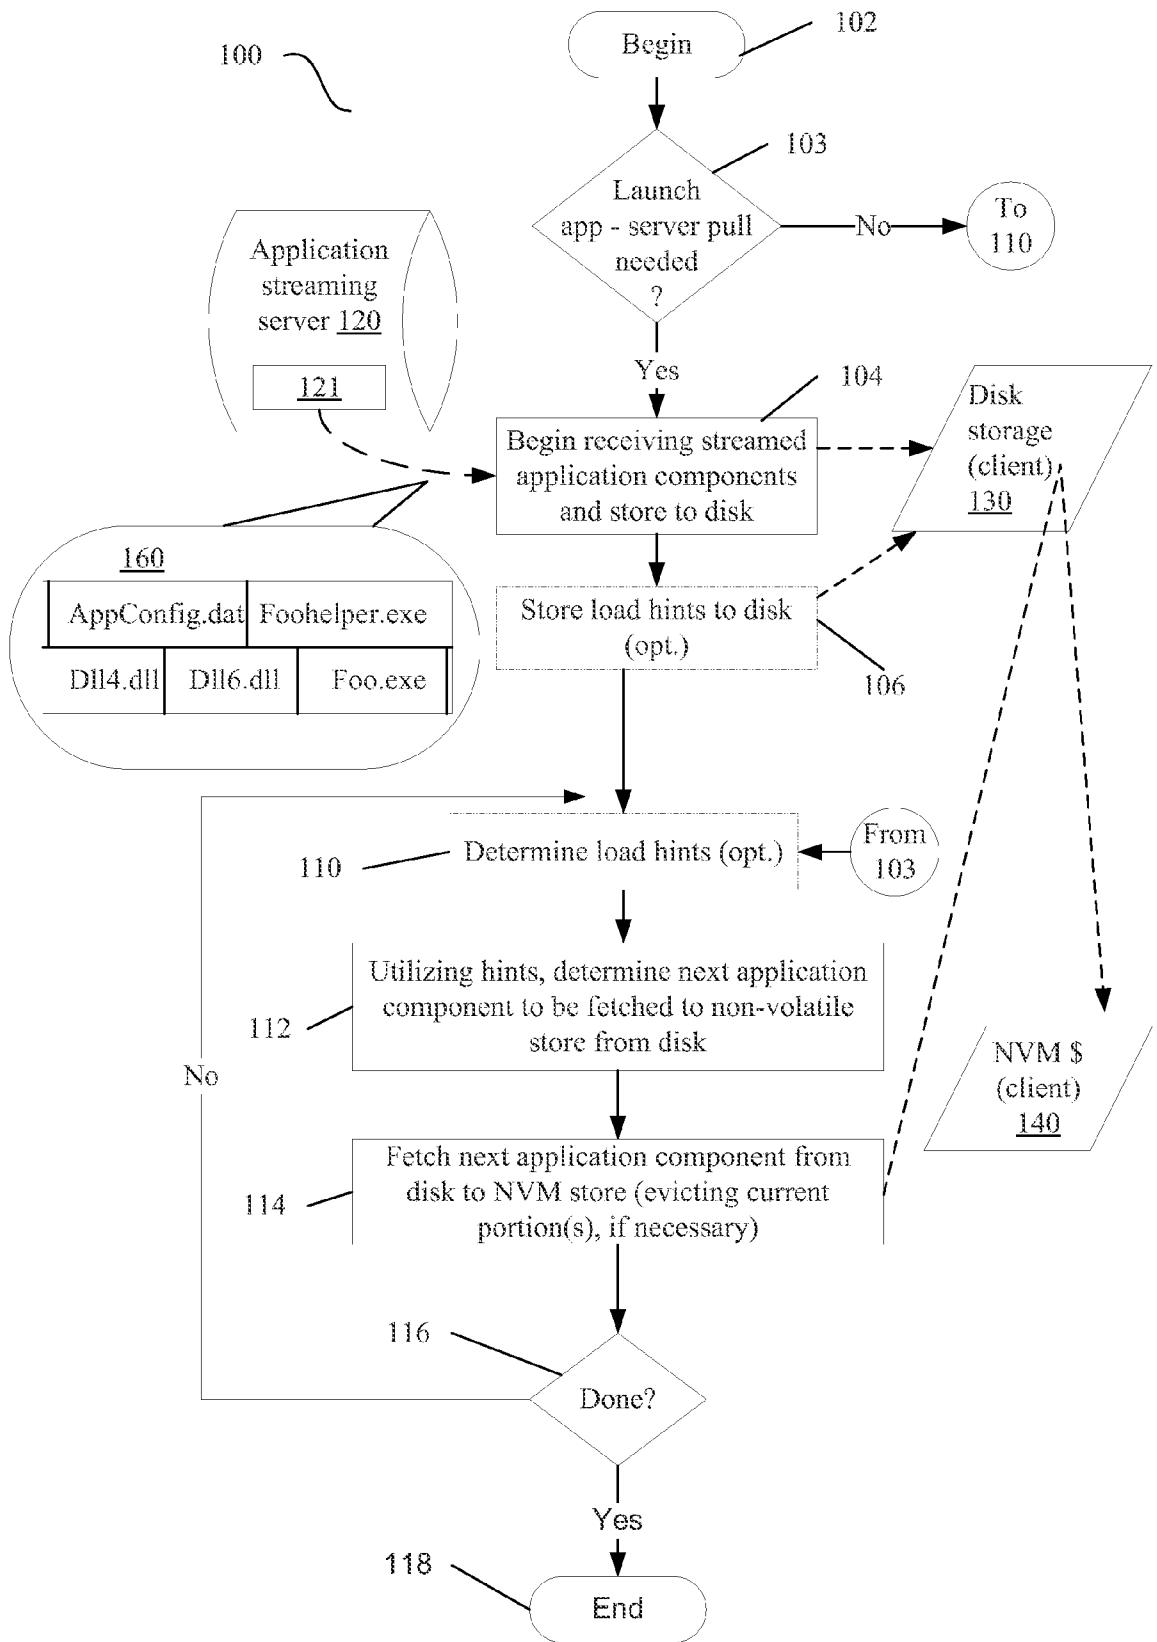 100
Begin
102
103
Launch
app - server pull
needed
?
No
To
110
Yes
Application
streaming
server 120
121
104
Begin receiving streamed
application components
and store to disk
Disk
storage
(client)
130
160
AppConfig.dat
Foohelper.exe
Dll4.dll
Dll6.dll
Foo.exe
Store load hints to disk
(opt.)
106
110
Determine load hints (opt.)
From
103
112
Utilizing hints, determine next application
component to be fetched to non-volatile
store from disk
No
NVM $
(client)
140
114
Fetch next application component from
disk to NVM store (evicting current
portion(s), if necessary)
116
Done?
Yes
118
End